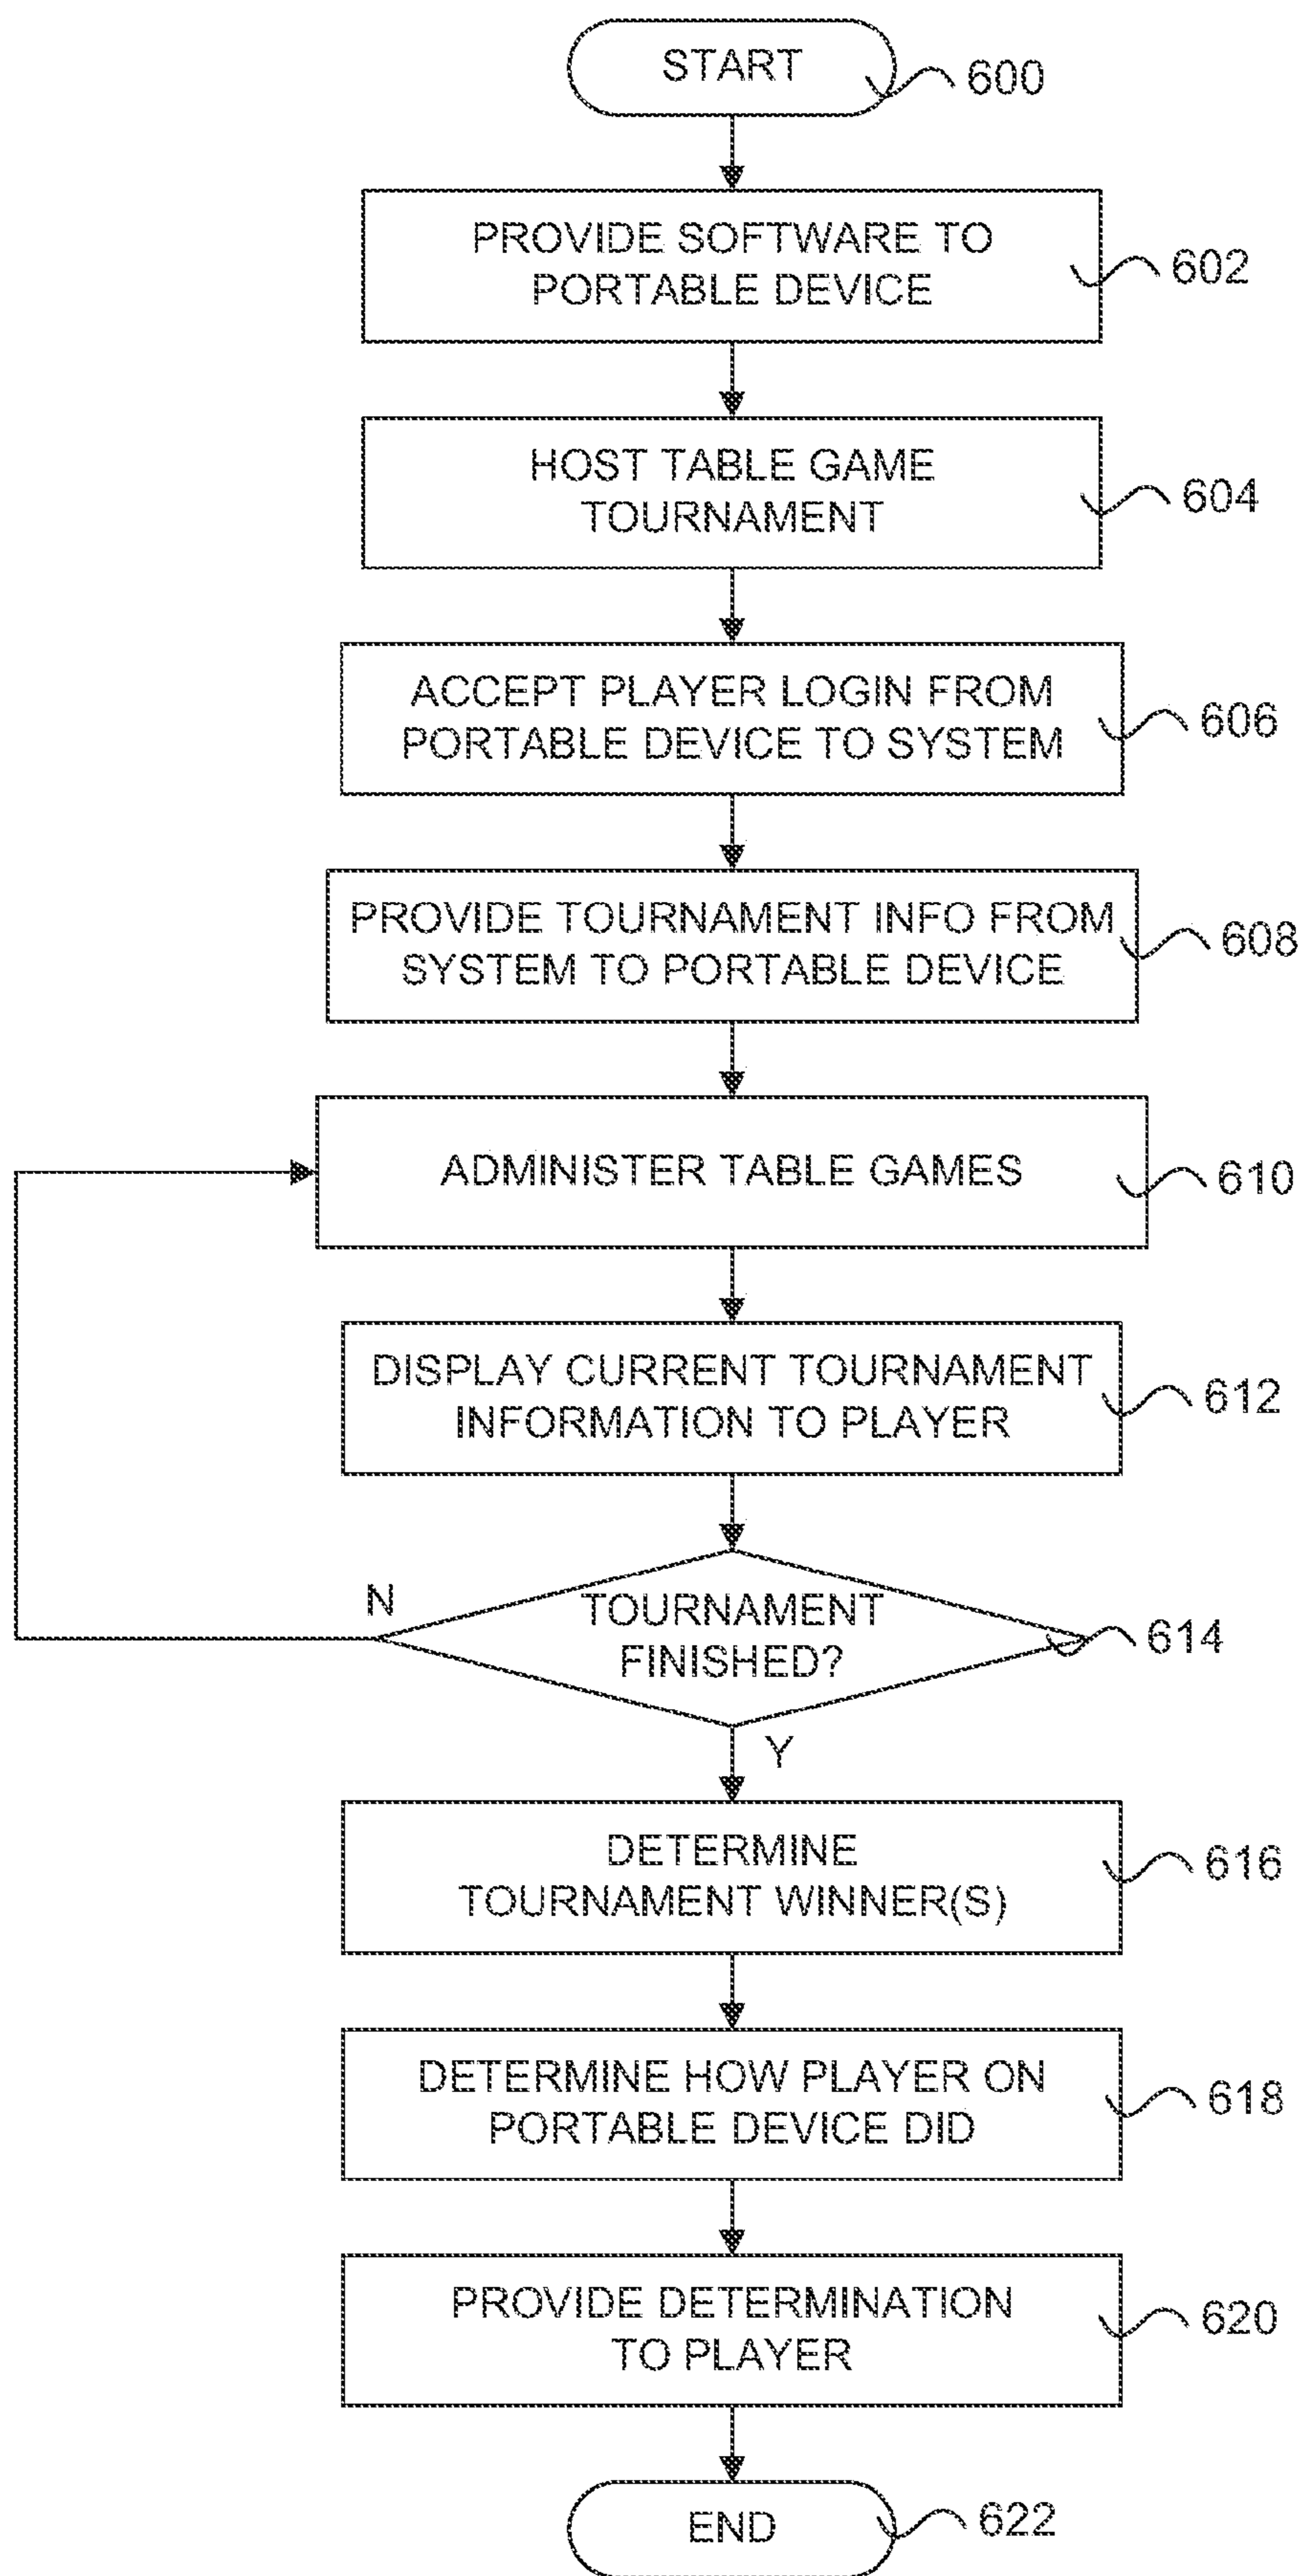 START
600
PROVIDE SOFTWARE TO
PORTABLE DEVICE
602
HOST TABLE GAME
TOURNAMENT
604
ACCEPT PLAYER LOGIN FROM
PORTABLE DEVICE TO SYSTEM
606
PROVIDE TOURNAMENT INFO FROM
SYSTEM TO PORTABLE DEVICE
608
ADMINISTER TABLE GAMES
610
DISPLAY CURRENT TOURNAMENT
INFORMATION TO PLAYER
612
N
TOURNAMENT
FINISHED?
614
Y
DETERMINE
TOURNAMENT WINNER(S)
616
DETERMINE HOW PLAYER ON
PORTABLE DEVICE DID
618
PROVIDE DETERMINATION
TO PLAYER
620
END
622